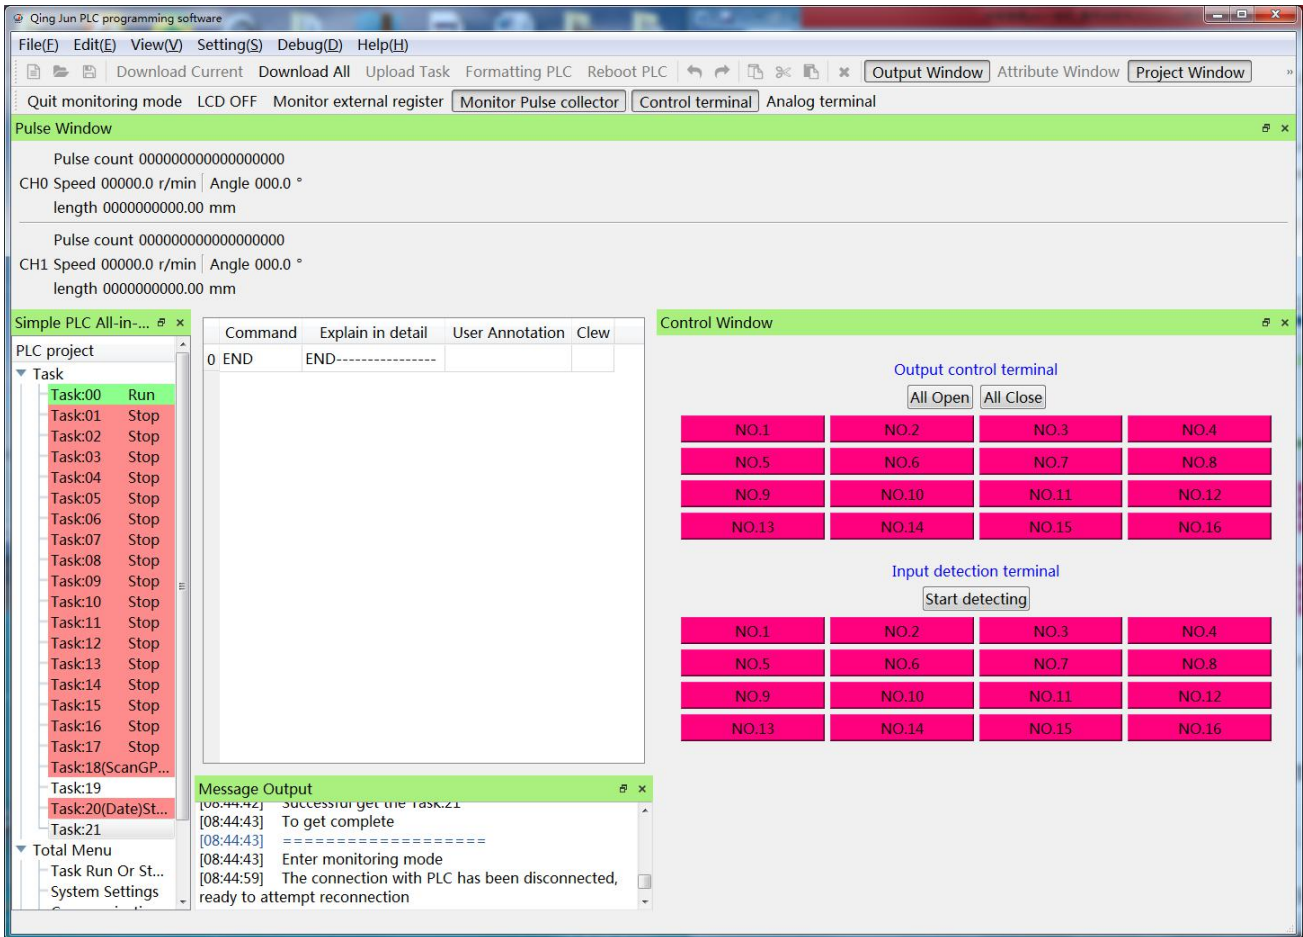 Qing Jun PLC programming software
File(F) Edit(E) View(V) Setting(S) Debug(D) Help(H)
Download Current Download All Upload Task Formatting PLC Reboot PLC Output Window Attribute Window Project Window »
Quit monitoring mode LCD OFF Monitor external register Monitor Pulse collector Control terminal Analog terminal
Pulse Window
Pulse count 000000000000000000
CH0 Speed 00000.0 r/min Angle 000.0 °
length 0000000000.00 mm
Pulse count 000000000000000000
CH1 Speed 00000.0 r/min Angle 000.0 °
length 0000000000.00 mm
Simple PLC All-in-...
PLC project
Task
Task:00 Run
Task:01 Stop
Task:02 Stop
Task:03 Stop
Task:04 Stop
Task:05 Stop
Task:06 Stop
Task:07 Stop
Task:08 Stop
Task:09 Stop
Task:10 Stop
Task:11 Stop
Task:12 Stop
Task:13 Stop
Task:14 Stop
Task:15 Stop
Task:16 Stop
Task:17 Stop
Task:18(ScanGP...
Task:19
Task:20(Date)St...
Task:21
Total Menu
Task Run Or St...
System Settings
Command Explain in detail User Annotation Clew
0 END END----------------
Message Output
[08:44:42] Successful get the Task:21
[08:44:43] To get complete
[08:44:43] ===================
[08:44:43] Enter monitoring mode
[08:44:59] The connection with PLC has been disconnected,
ready to attempt reconnection
Control Window
Output control terminal
All Open All Close
NO.1 NO.2 NO.3 NO.4
NO.5 NO.6 NO.7 NO.8
NO.9 NO.10 NO.11 NO.12
NO.13 NO.14 NO.15 NO.16
Input detection terminal
Start detecting
NO.1 NO.2 NO.3 NO.4
NO.5 NO.6 NO.7 NO.8
NO.9 NO.10 NO.11 NO.12
NO.13 NO.14 NO.15 NO.16